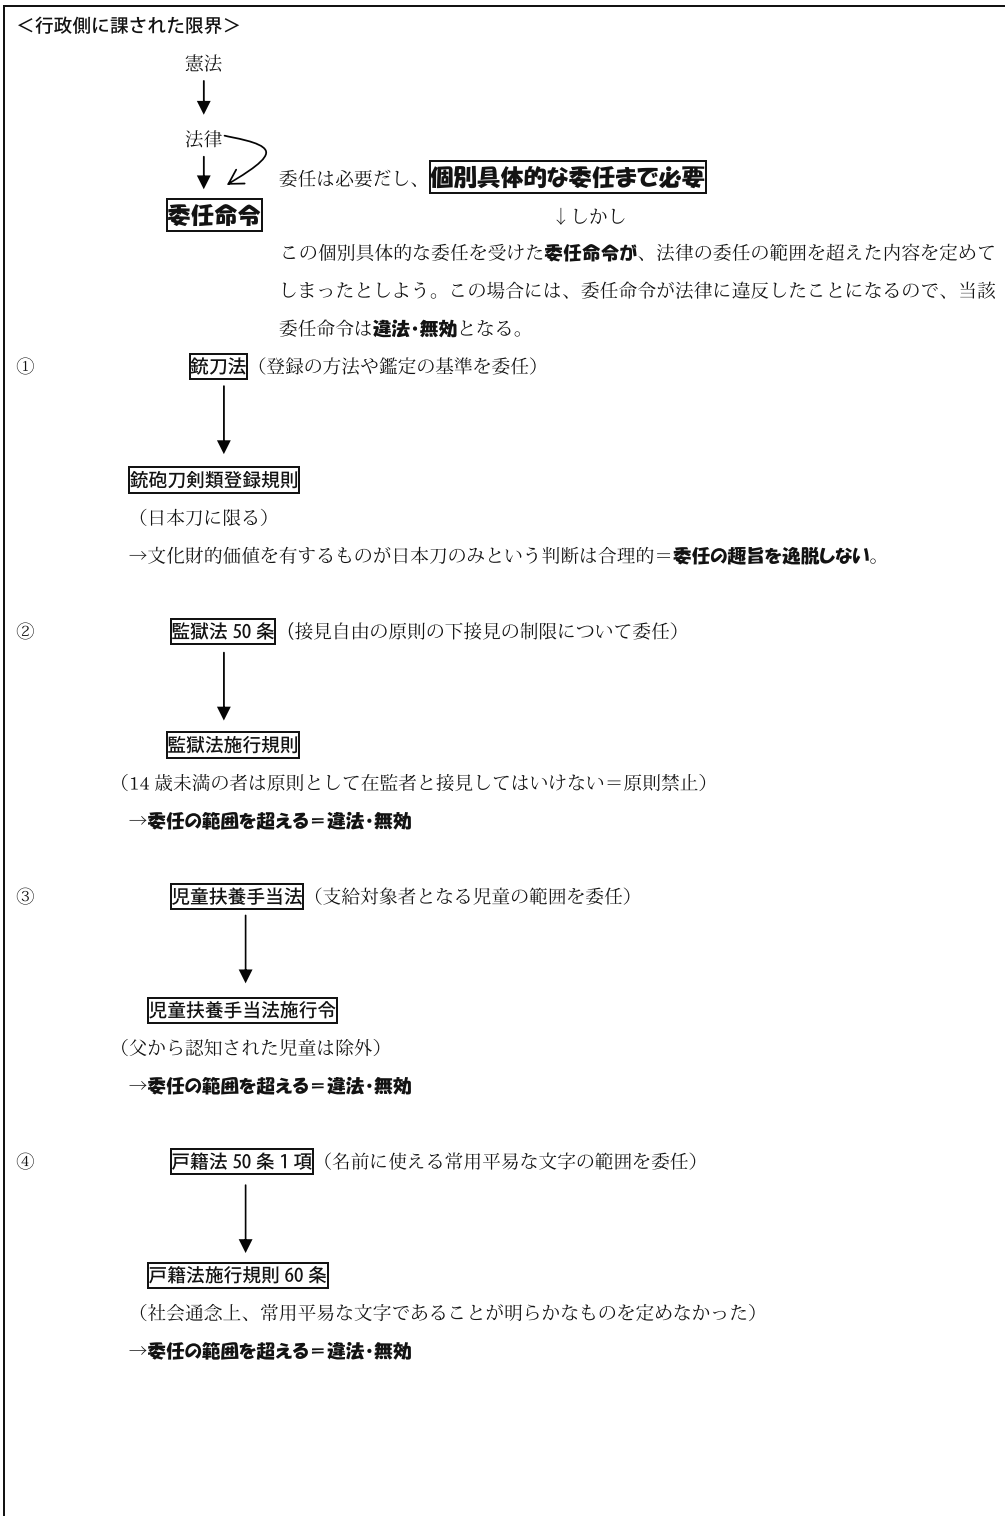 ＜行政側に課された限界＞
憲法
法律
委任は必要だし、個別具体的な委任まで必要
委任命令
↓しかし
この個別具体的な委任を受けた委任命令が、法律の委任の範囲を超えた内容を定めて
しまったとしよう。この場合には、委任命令が法律に違反したことになるので、当該
委任命令は違法・無効となる。
① 銃刀法（登録の方法や鑑定の基準を委任）
銃砲刀剣類登録規則
（日本刀に限る）
→文化財的価値を有するものが日本刀のみという判断は合理的＝委任の趣旨を逸脱しない。
② 監獄法 50 条（接見自由の原則の下接見の制限について委任）
監獄法施行規則
（14 歳未満の者は原則として在監者と接見してはいけない＝原則禁止）
→委任の範囲を超える＝違法・無効
③ 児童扶養手当法（支給対象者となる児童の範囲を委任）
児童扶養手当法施行令
（父から認知された児童は除外）
→委任の範囲を超える＝違法・無効
④ 戸籍法 50 条 1 項（名前に使える常用平易な文字の範囲を委任）
戸籍法施行規則 60 条
（社会通念上、常用平易な文字であることが明らかなものを定めなかった）
→委任の範囲を超える＝違法・無効